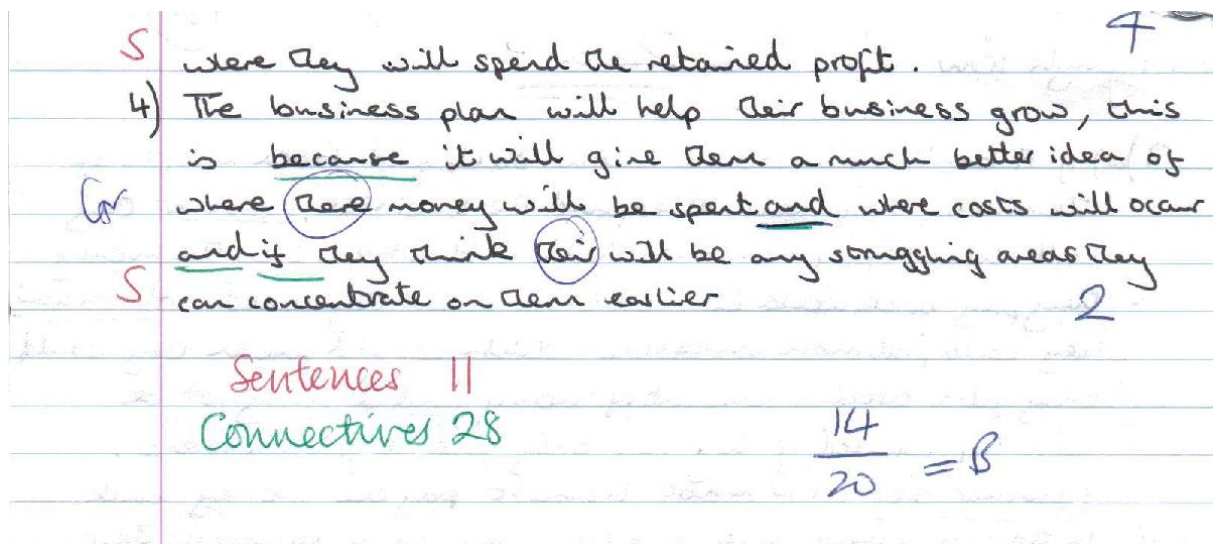 4
S where they will spend the retained profit.
4) The business plan will help their business grow, this
is because it will give them a much better idea of
Gr where there money will be spent and where costs will occur
and if they think their will be any struggling areas they
S can concentrate on them earlier
2
Sentences 11
Connectives 28
14
20 = B